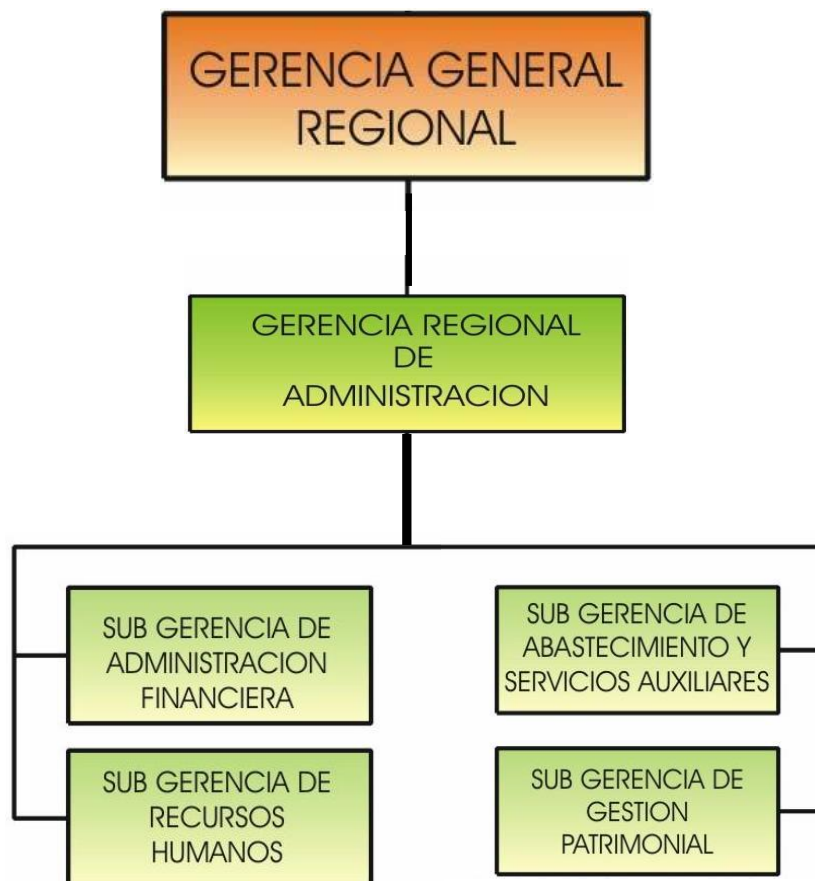 GERENCIA GENERAL
REGIONAL
GERENCIA REGIONAL
DE
ADMINISTRACION
SUB GERENCIA DE
ADMINISTRACION
FINANCIERA
SUB GERENCIA DE
ABASTECIMIENTO Y
SERVICIOS AUXILIARES
SUB GERENCIA DE
RECURSOS
HUMANOS
SUB GERENCIA DE
GESTION
PATRIMONIAL